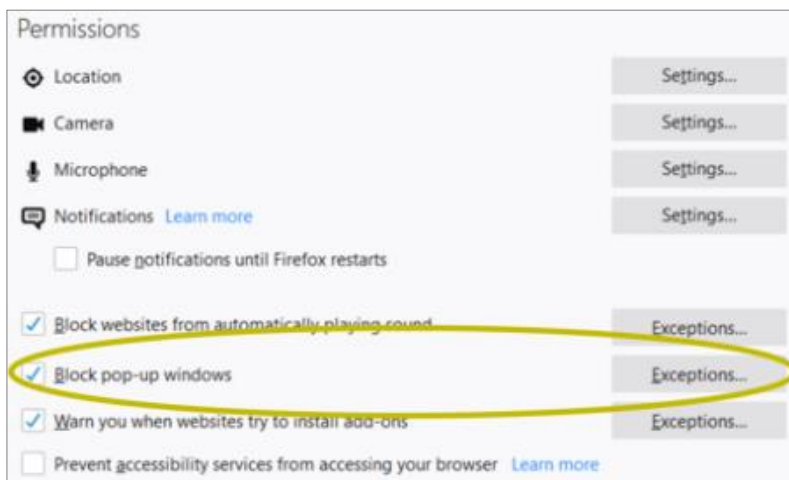 Permissions
Location Settings...
Camera Settings...
Microphone Settings...
Notifications Learn more Settings...
Pause notifications until Firefox restarts
Block websites from automatically playing sound Exceptions...
Block pop-up windows Exceptions...
Warn you when websites try to install add-ons Exceptions...
Prevent accessibility services from accessing your browser Learn more